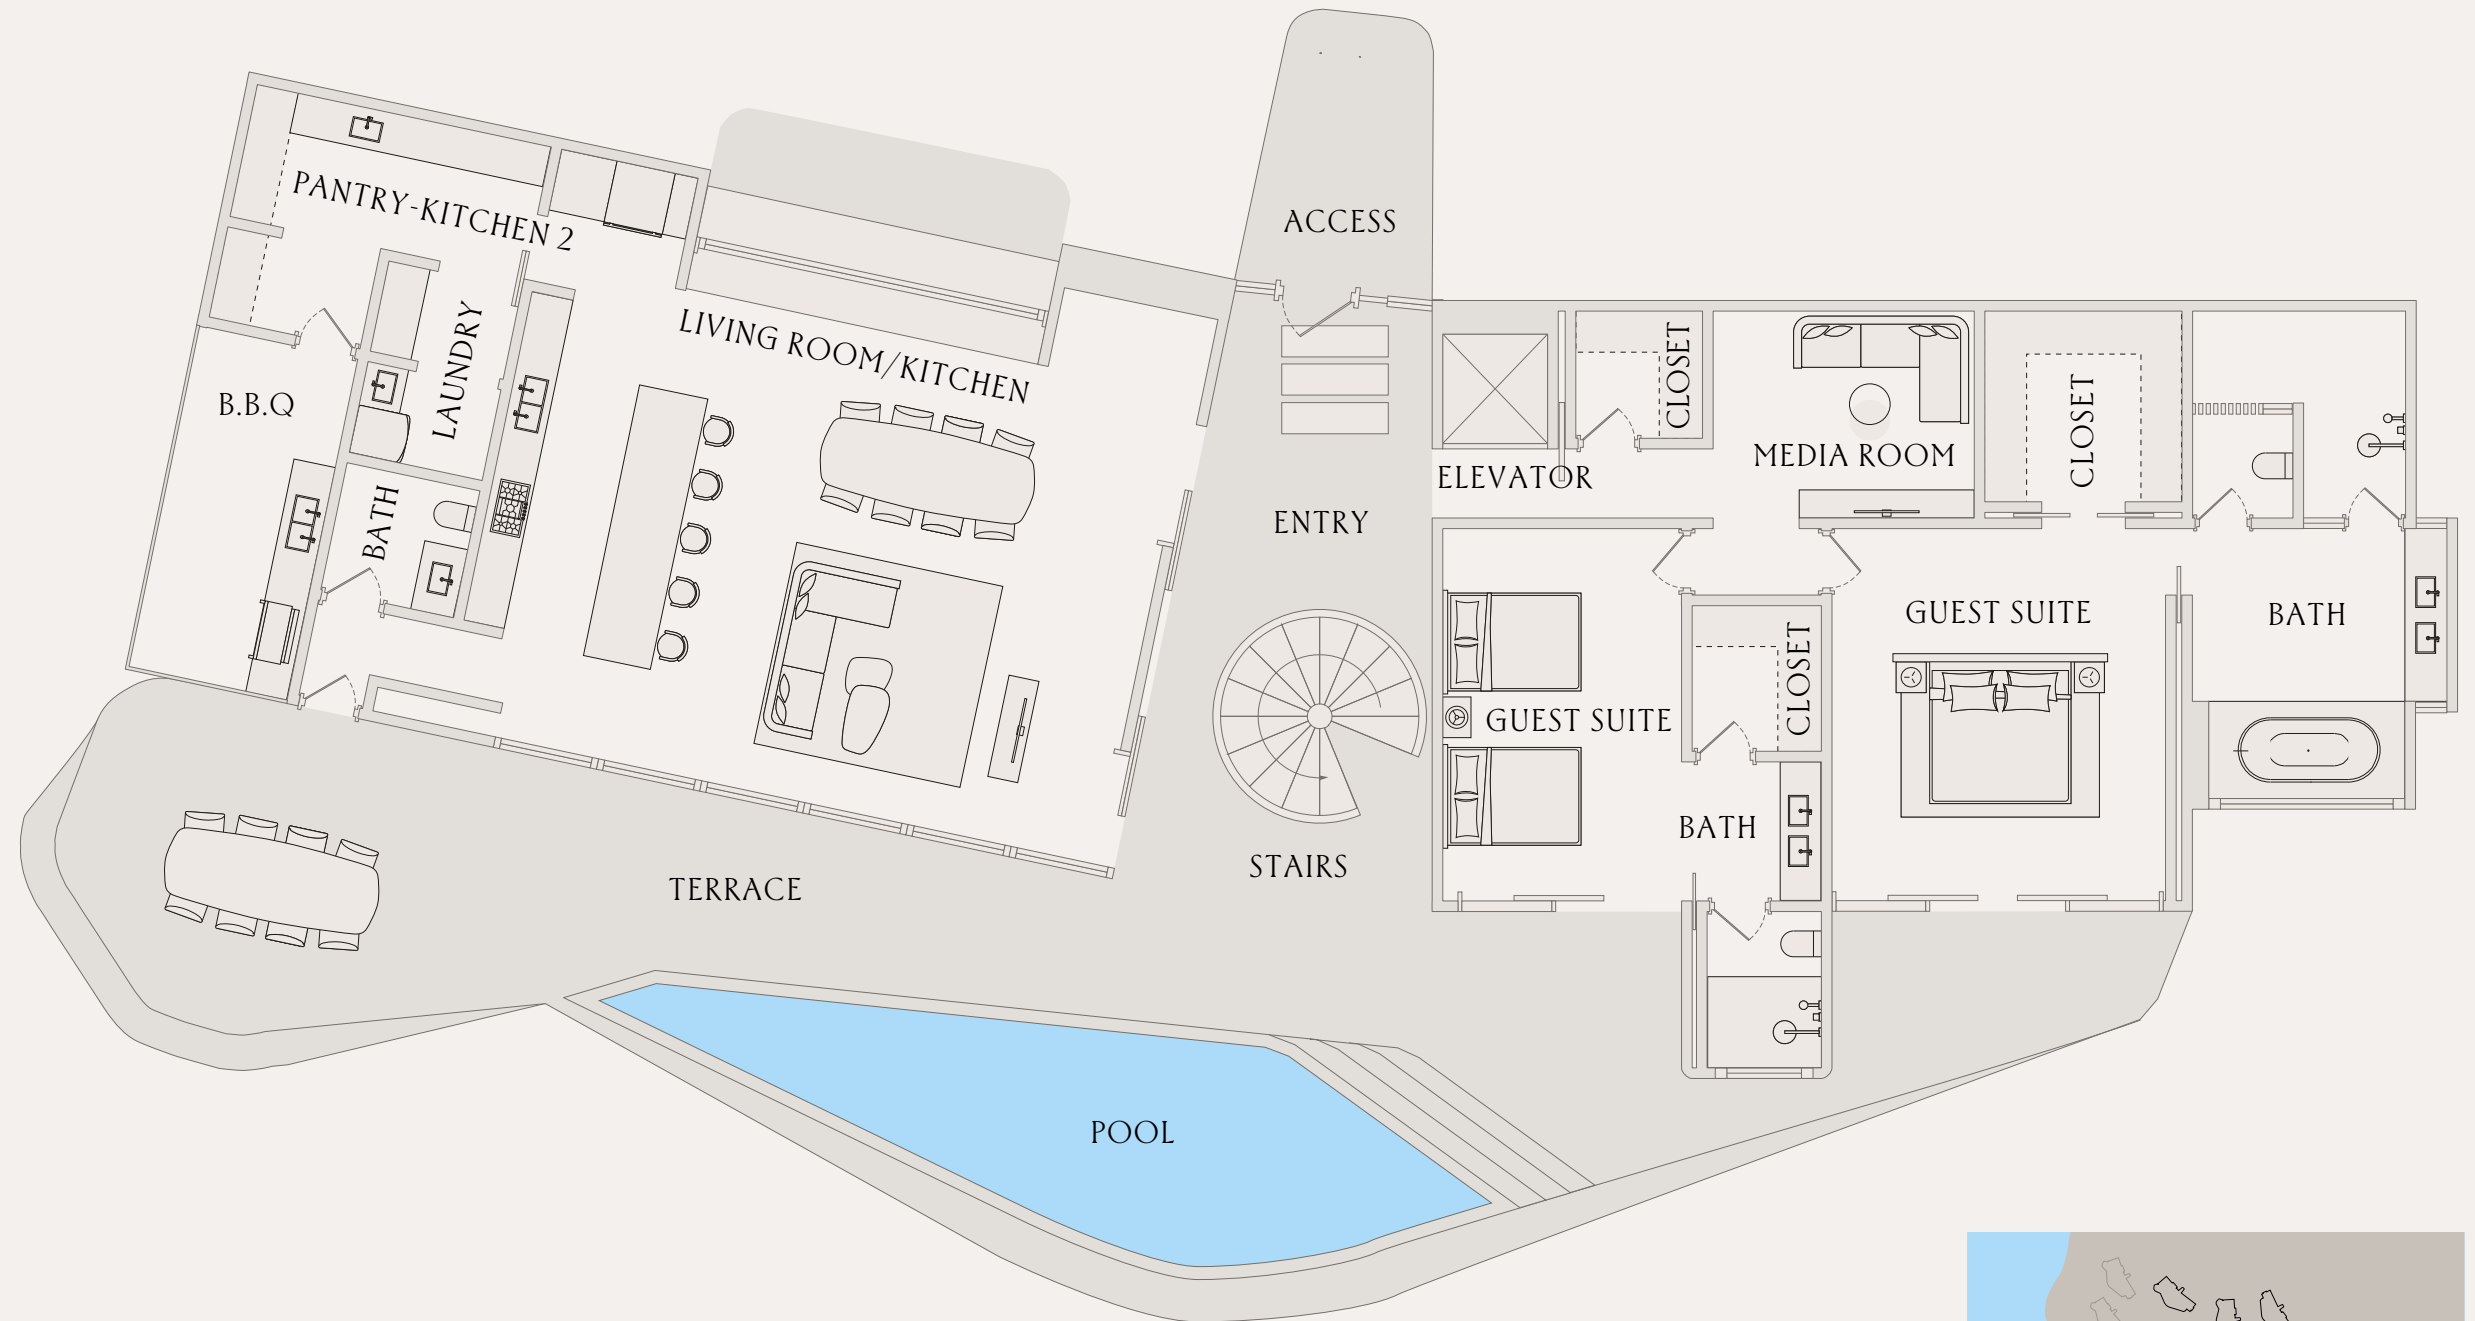 ACCESS
PANTRY-KITCHEN 2
LIVING ROOM/KITCHEN
LAUNDRY
B.B.Q
BATH
ENTRY
STAIRS
TERRACE
POOL
ELEVATOR
CLOSET
MEDIA ROOM
CLOSET
GUEST SUITE
CLOSET
BATH
GUEST SUITE
BATH